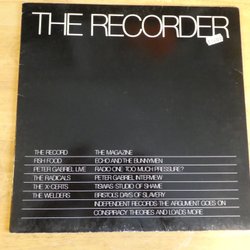 THE RECORDER
THE RECORD THE MAGAZINE
FISH FOOD ECHO AND THE BUNNYMEN
PETER GABRIEL LIVE RADIO ONE TOO MUCH PRESSURE?
THE RADICALS PETER GABRIEL INTERVIEW
THE X-CERTS TISWAS-STUDIO OF SHAME
THE WELDERS BRISTOLS DAYS OF SLAVERY
INDEPENDENT RECORDS THE ARGUMENT GOES ON
CONSPIRACY THEORIES AND LOADS MORE